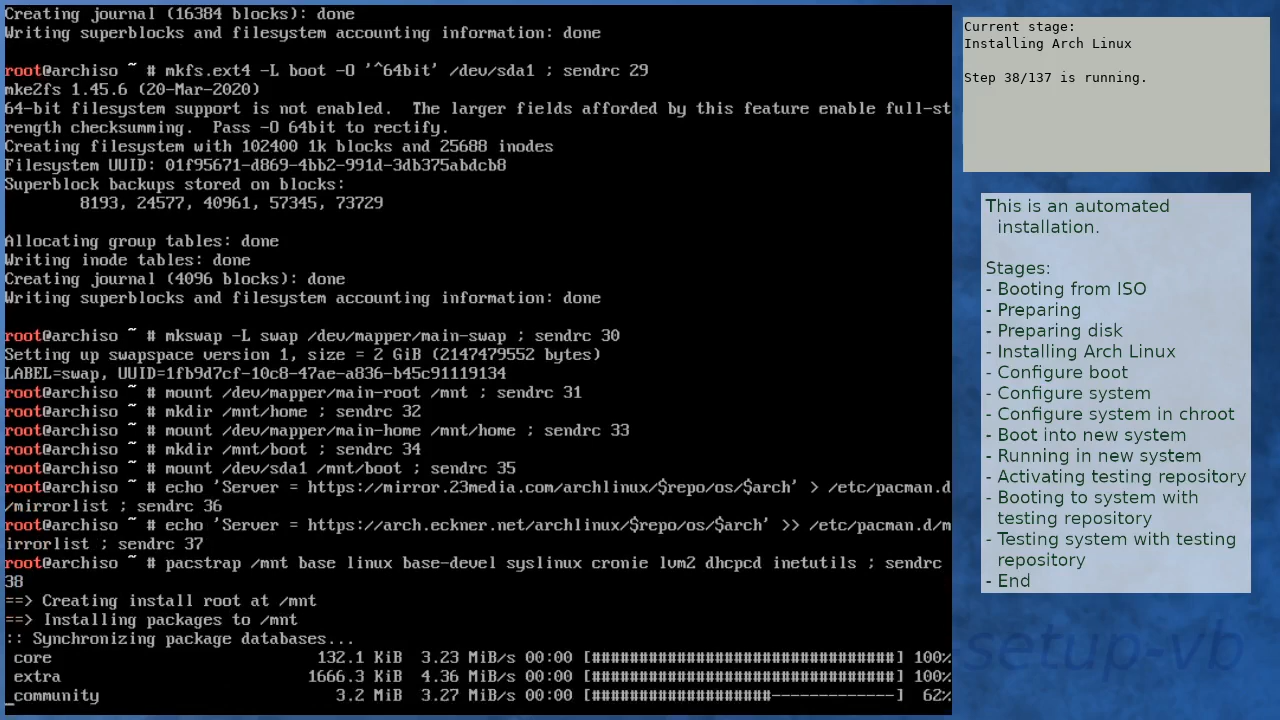 Creating journal (16384 blocks): done
Writing superblocks and filesystem accounting information: done
root@archiso ~ # mkfs.ext4 -L boot -O '^64bit' /dev/sda1 ; sendrc 29
mke2fs 1.45.6 (20-Mar-2020)
64-bit filesystem support is not enabled.  The larger fields afforded by this feature enable full-st
rength checksumming.  Pass -O 64bit to rectify.
Creating filesystem with 102400 1k blocks and 25688 inodes
Filesystem UUID: 01f95671-d869-4bb2-991d-3db375abdcb8
Superblock backups stored on blocks:
        8193, 24577, 40961, 57345, 73729
Allocating group tables: done
Writing inode tables: done
Creating journal (4096 blocks): done
Writing superblocks and filesystem accounting information: done
root@archiso ~ # mkswap -L swap /dev/mapper/main-swap ; sendrc 30
Setting up swapspace version 1, size = 2 GiB (2147479552 bytes)
LABEL=swap, UUID=1fb9d7cf-10c8-47ae-a836-b45c91119134
root@archiso ~ # mount /dev/mapper/main-root /mnt ; sendrc 31
root@archiso ~ # mkdir /mnt/home ; sendrc 32
root@archiso ~ # mount /dev/mapper/main-home /mnt/home ; sendrc 33
root@archiso ~ # mkdir /mnt/boot ; sendrc 34
root@archiso ~ # mount /dev/sda1 /mnt/boot ; sendrc 35
root@archiso ~ # echo 'Server = https://mirror.23media.com/archlinux/$repo/os/$arch' > /etc/pacman.d
/mirrorlist ; sendrc 36
root@archiso ~ # echo 'Server = https://arch.eckner.net/archlinux/$repo/os/$arch' >> /etc/pacman.d/m
irrorlist ; sendrc 37
root@archiso ~ # pacstrap /mnt base linux base-devel syslinux cronie lvm2 dhcpcd inetutils ; sendrc
38
==> Creating install root at /mnt
==> Installing packages to /mnt
:: Synchronizing package databases...
 core                            132.1 KiB  3.23 MiB/s 00:00 [################################] 100%
 extra                          1666.3 KiB  4.36 MiB/s 00:00 [################################] 100%
 community                         3.2 MiB  3.27 MiB/s 00:00 [###################-------------]  62%
Current stage:
Installing Arch Linux
Step 38/137 is running.
This is an automated
installation.
Stages:
- Booting from ISO
- Preparing
- Preparing disk
- Installing Arch Linux
- Configure boot
- Configure system
- Configure system in chroot
- Boot into new system
- Running in new system
- Activating testing repository
- Booting to system with
testing repository
- Testing system with testing
repository
- End
setup-vb